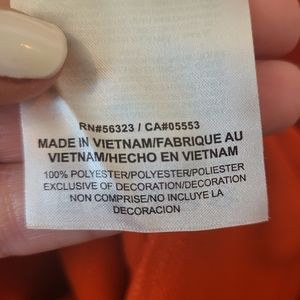 RN#56323 / CA#05553
MADE IN VIETNAM/FABRIQUE AU
VIETNAM/HECHO EN VIETNAM
100% POLYESTER/POLYESTER/POLIESTER
EXCLUSIVE OF DECORATION/DECORATION
NON COMPRISE/NO INCLUYE LA
DECORACION